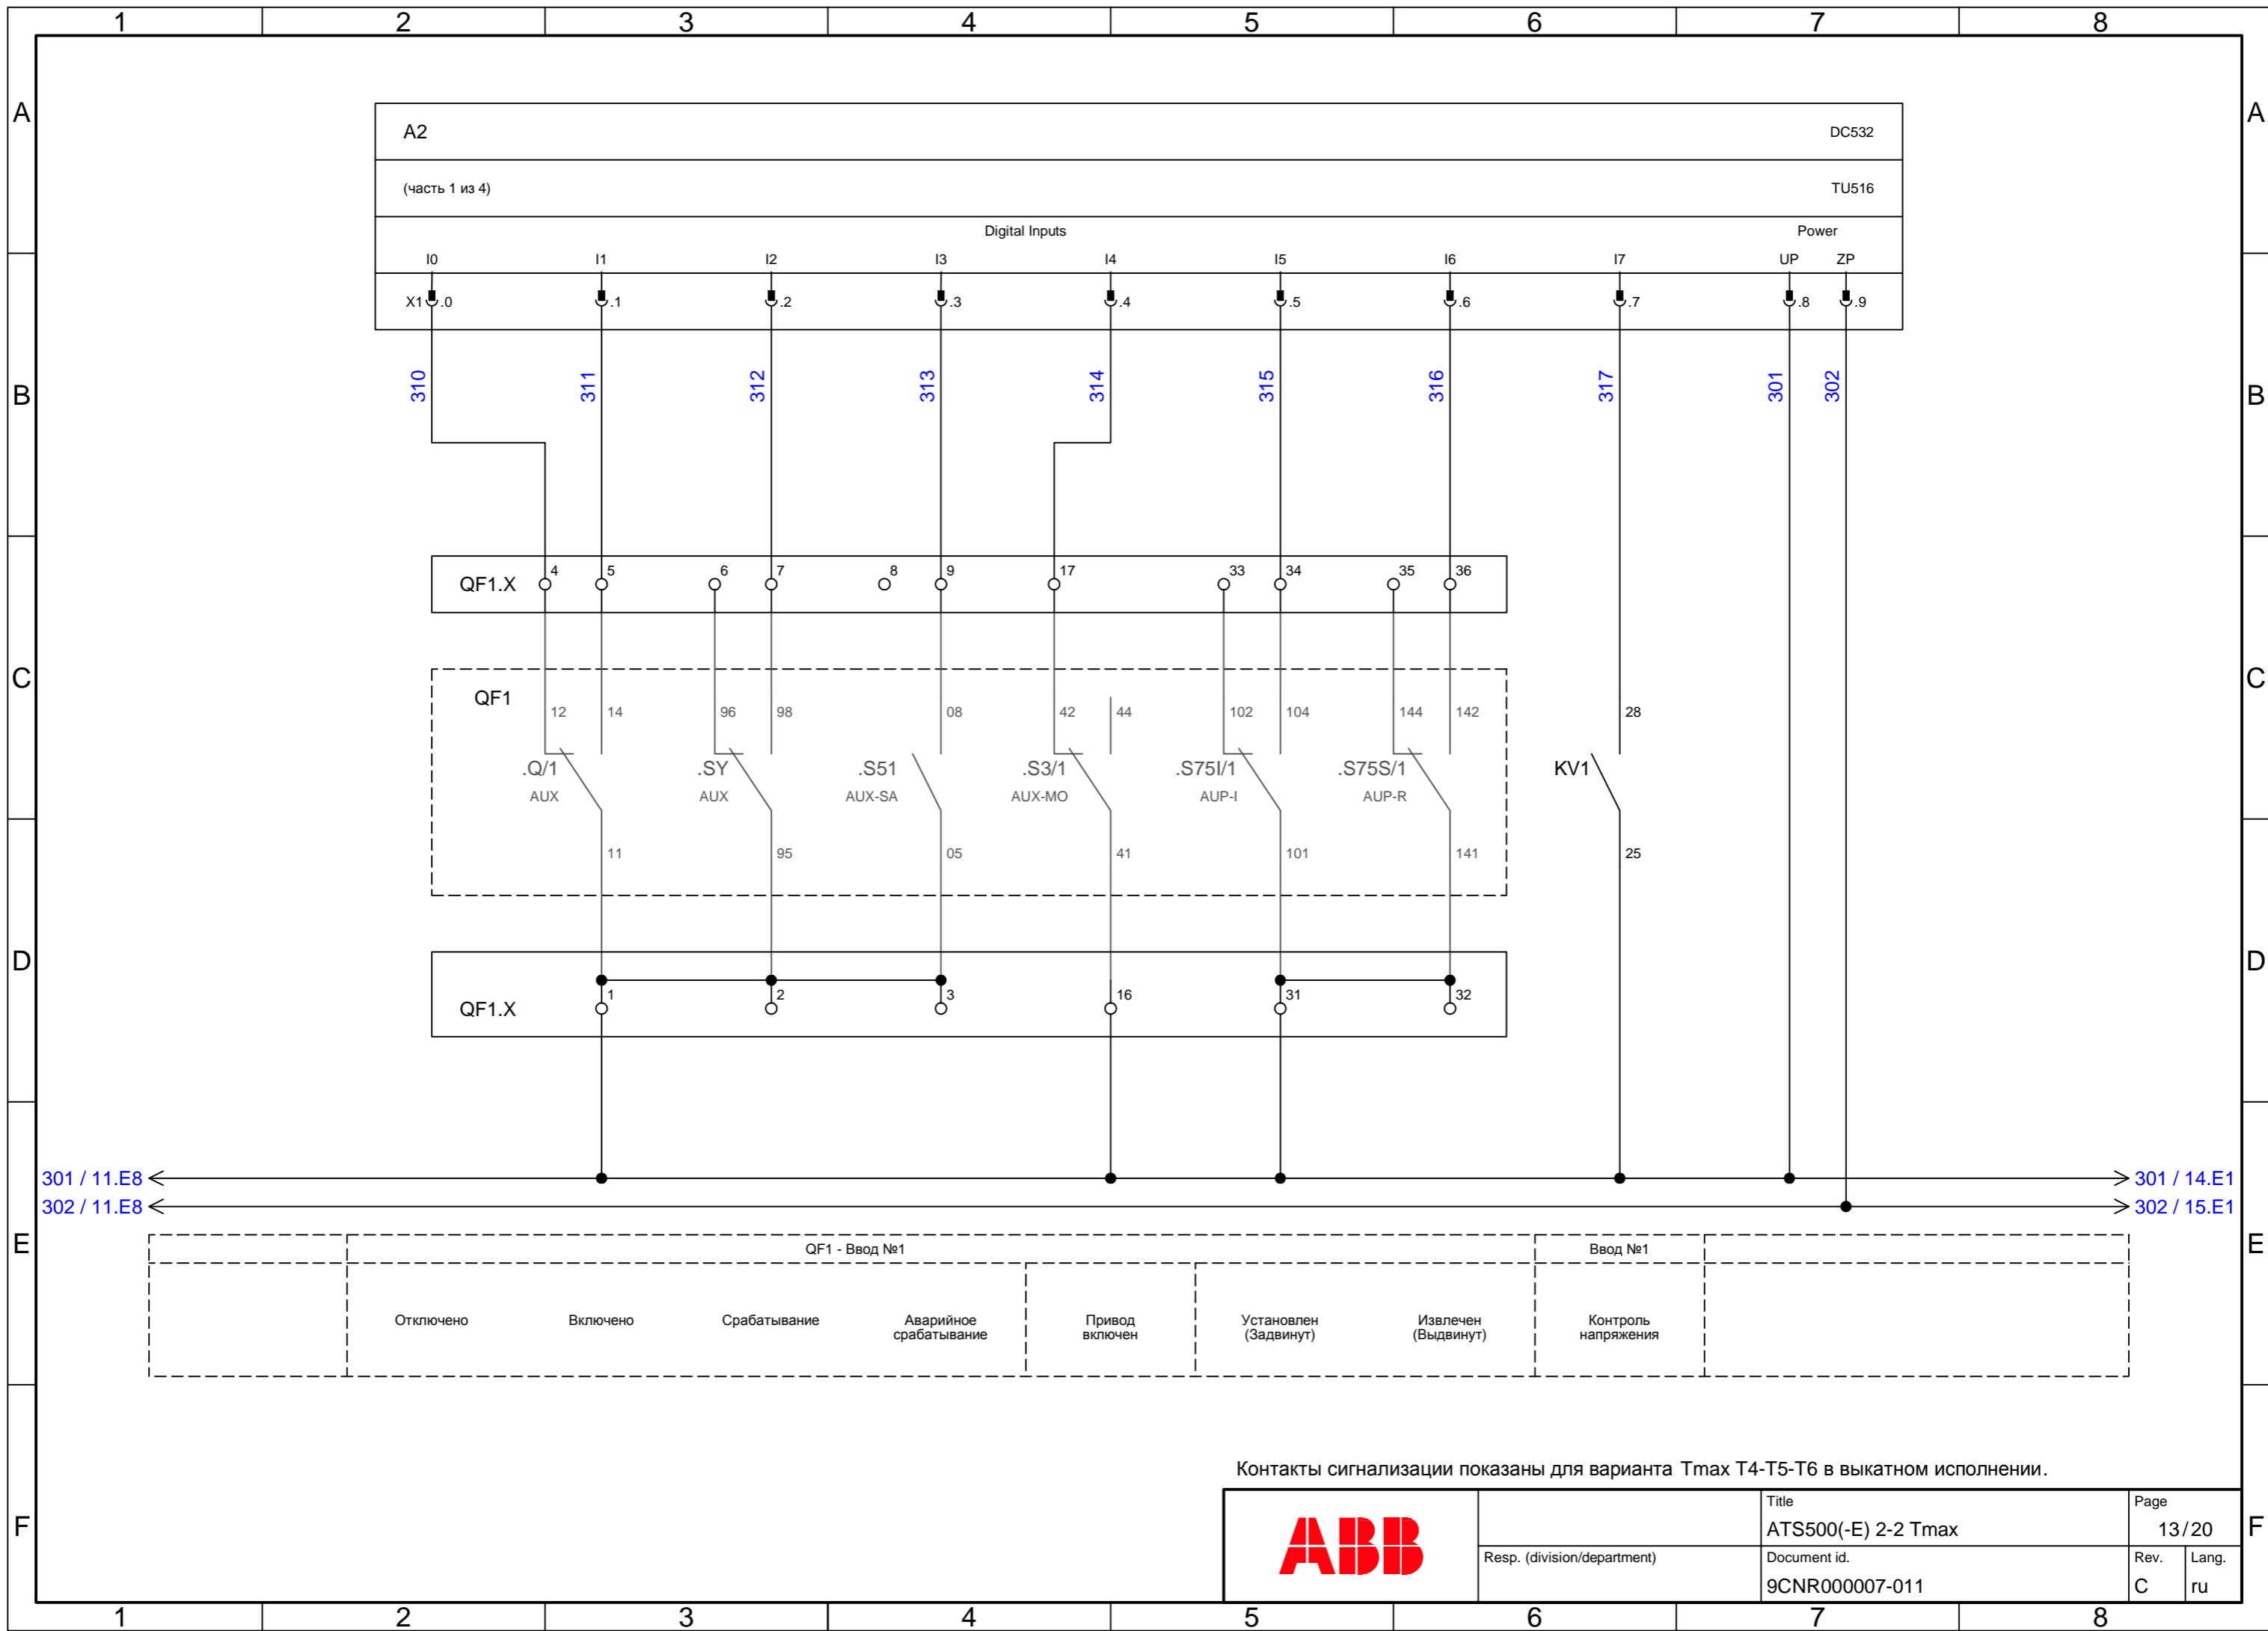 1 2 3 4 5 6 7 8
A A
A2 DC532
(часть 1 из 4) TU516
Digital Inputs Power
I0 I1 I2 I3 I4 I5 I6 I7 UP ZP
X1 .0 .1 .2 .3 .4 .5 .6 .7 .8 .9
310 311 312 313 314 315 316 317 301 302
B B
QF1.X 4 5 6 7 8 9 17 33 34 35 36
C C
QF1
12 14 96 98 08 42 44 102 104 144 142 28
.Q/1 .SY .S51 .S3/1 .S75I/1 .S75S/1 KV1
AUX AUX AUX-SA AUX-MO AUP-I AUP-R
11 95 05 41 101 141 25
D D
QF1.X 1 2 3 16 31 32
301 / 11.E8 301 / 14.E1
302 / 11.E8 302 / 15.E1
E E
QF1 - Ввод №1 Ввод №1
Отключено
Включено
Срабатывание
Аварийное
срабатывание
Привод
включен
Установлен
(Задвинут)
Извлечен
(Выдвинут)
Контроль
напряжения
Контакты сигнализации показаны для варианта Tmax T4-T5-T6 в выкатном исполнении.
F F
ABB
Title
ATS500(-E) 2-2 Tmax
Page
13/20
Resp. (division/department)
Document id.
9CNR000007-011
Rev.
C
Lang.
ru
1 2 3 4 5 6 7 8